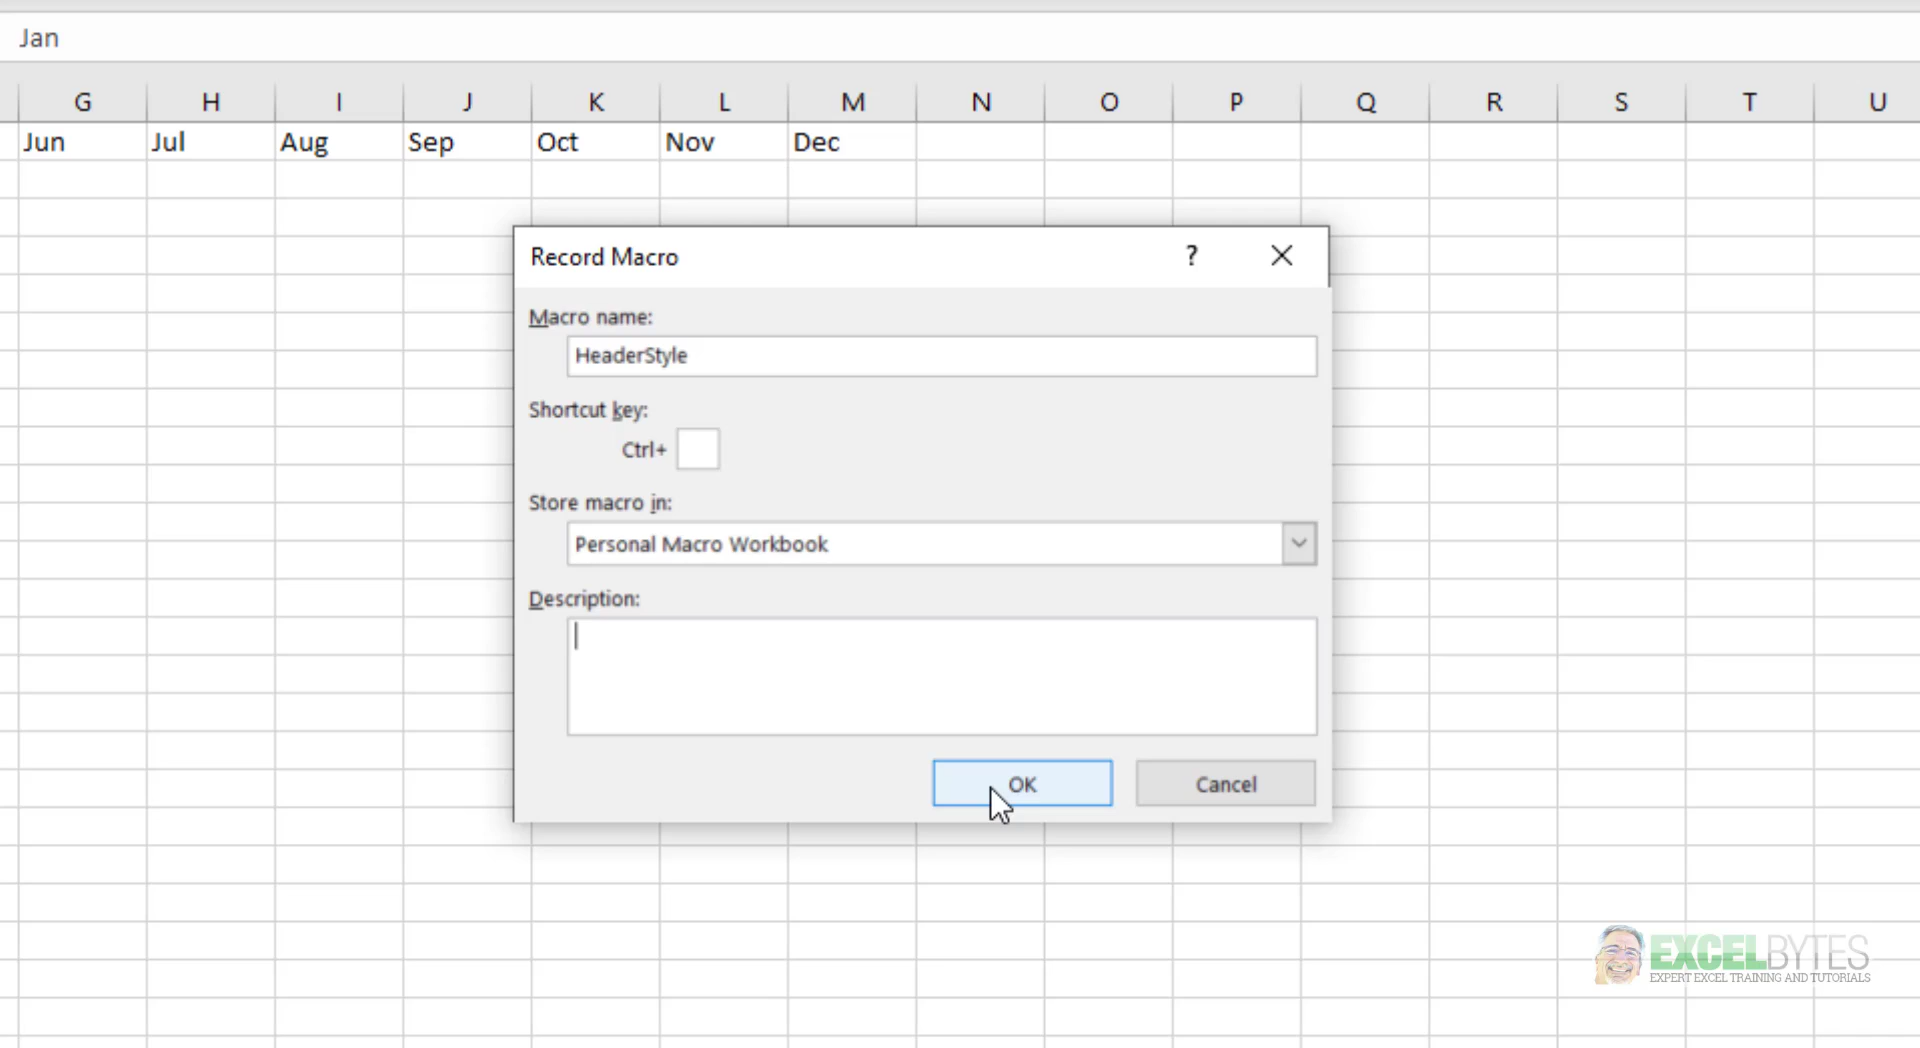 Jan
G H I J K L M N O P Q R S T U
Jun Jul Aug Sep Oct Nov Dec
Record Macro ?
Macro name:
HeaderStyle
Shortcut key:
Ctrl+
Store macro in:
Personal Macro Workbook
Description:
OK Cancel
EXCELBYTES
EXPERT EXCEL TRAINING AND TUTORIALS